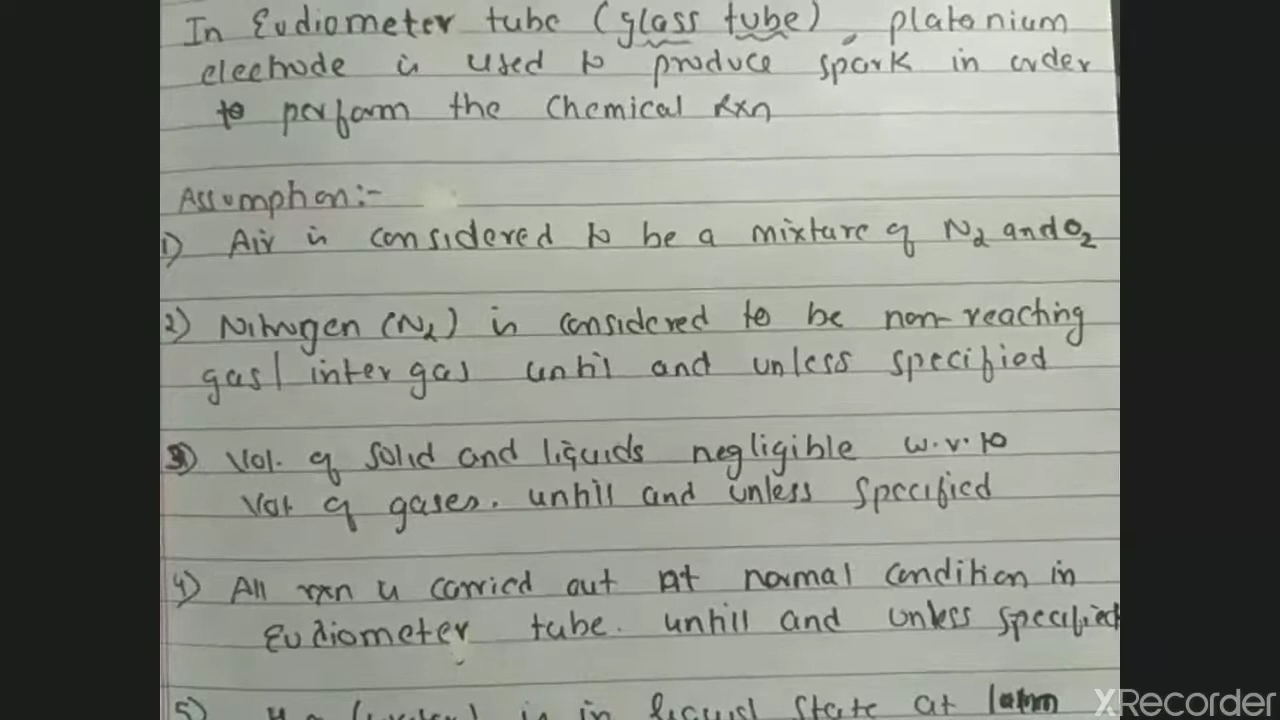 In Eudiometer tube (glass tube) platonium
electrode is used to produce spark in order
to perform the Chemical Rxn
Assumption:-
1) Air is considered to be a mixture of N2 and O2
2) Nitrogen (N2) is considered to be non-reacting
gas/ inter gas until and unless specified
3) Vol. of solid and liquids negligible w.r.to
Vol. of gases. untill and unless specified
4) All rxn is carried out at normal condition in
Eudiometer tube. untill and unless specified
5) is in liquid state at 1atm
XRecorder